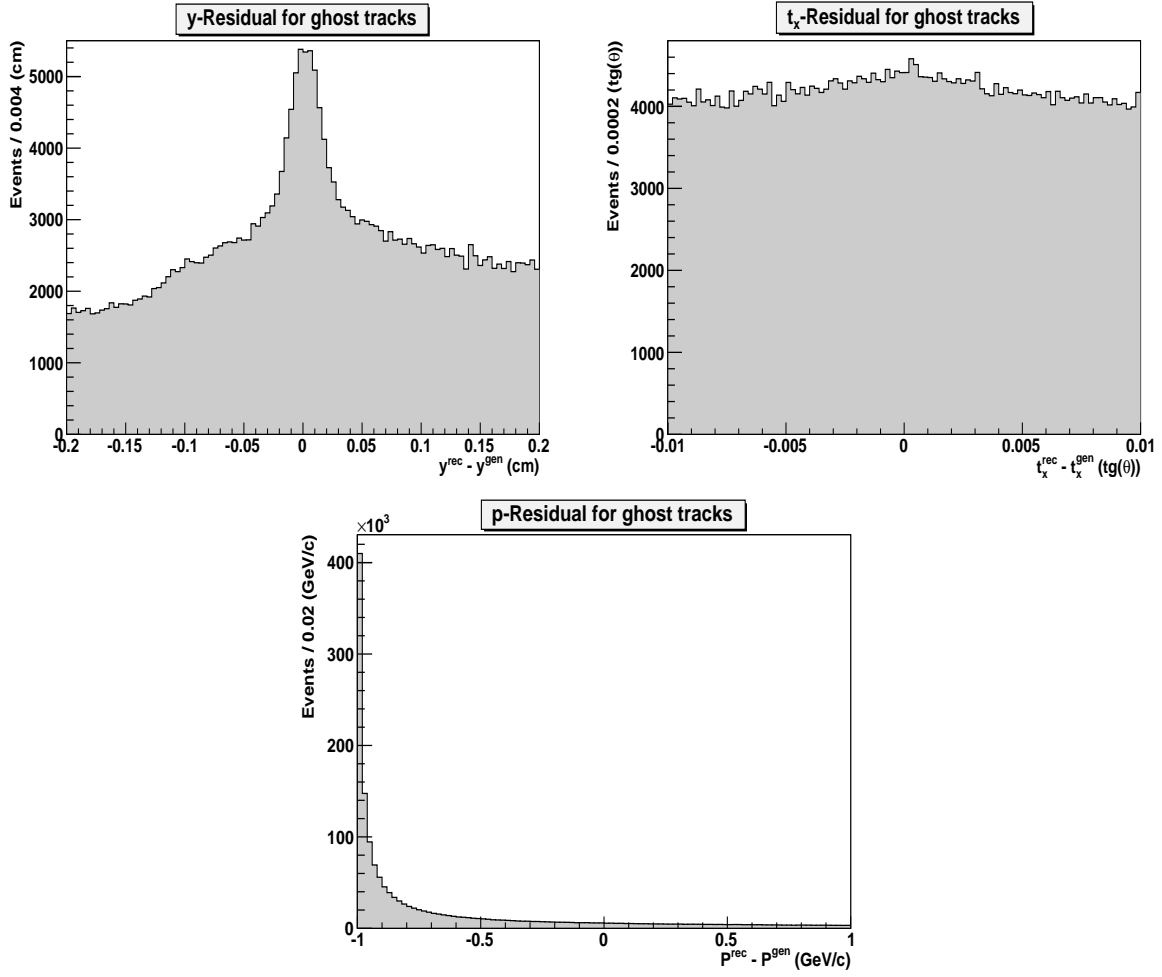 y-Residual for ghost tracks
Events / 0.004 (cm)
5000
4000
3000
2000
1000
0
-0.2 -0.15 -0.1 -0.05 0 0.05 0.1 0.15 0.2
y^rec - y^gen (cm)
t_x-Residual for ghost tracks
Events / 0.0002 (tg(θ))
4000
3000
2000
1000
0
-0.01 -0.005 0 0.005 0.01
t_x^rec - t_x^gen (tg(θ))
p-Residual for ghost tracks
×10³
Events / 0.02 (GeV/c)
400
300
200
100
0
-1 -0.5 0 0.5 1
P^rec - P^gen (GeV/c)